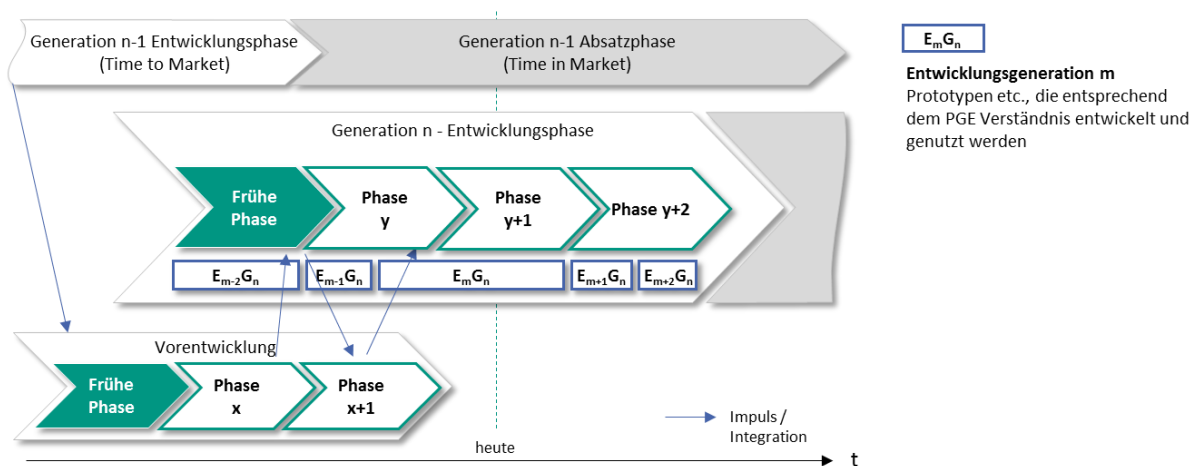 Generation n-1 Entwicklungsphase
(Time to Market)
Generation n-1 Absatzphase
(Time in Market)
EmGn
Entwicklungsgeneration m
Prototypen etc., die entsprechend
dem PGE Verständnis entwickelt und
genutzt werden
Generation n - Entwicklungsphase
Frühe
Phase
Phase
y
Phase
y+1
Phase y+2
Em-2Gn
Em-1Gn
EmGn
Em+1Gn
Em+2Gn
Vorentwicklung
Frühe
Phase
Phase
x
Phase
x+1
Impuls /
Integration
heute
t